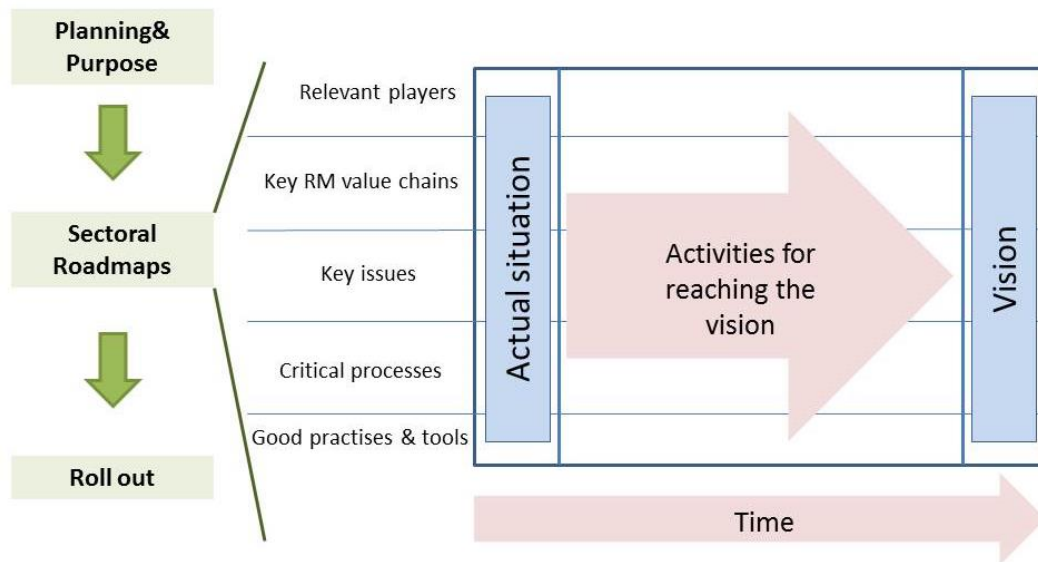 Planning&
Purpose
Sectoral
Roadmaps
Roll out
Relevant players
Key RM value chains
Key issues
Critical processes
Good practises & tools
Actual situation
Activities for
reaching the
vision
Vision
Time